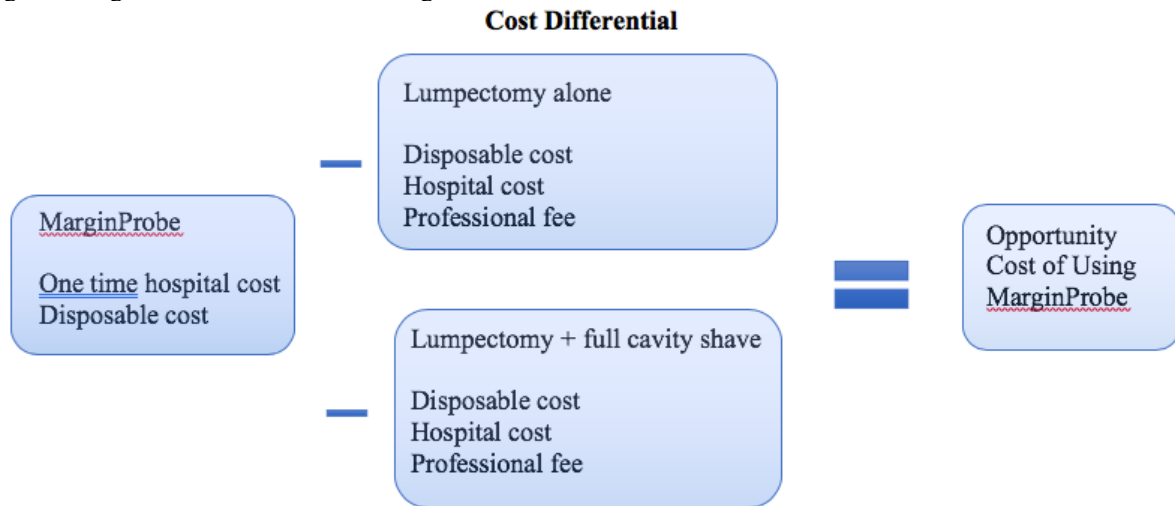 Cost Differential
Lumpectomy alone
Disposable cost
Hospital cost
Professional fee
MarginProbe
One time hospital cost
Disposable cost
Lumpectomy + full cavity shave
Disposable cost
Hospital cost
Professional fee
Opportunity
Cost of Using
MarginProbe